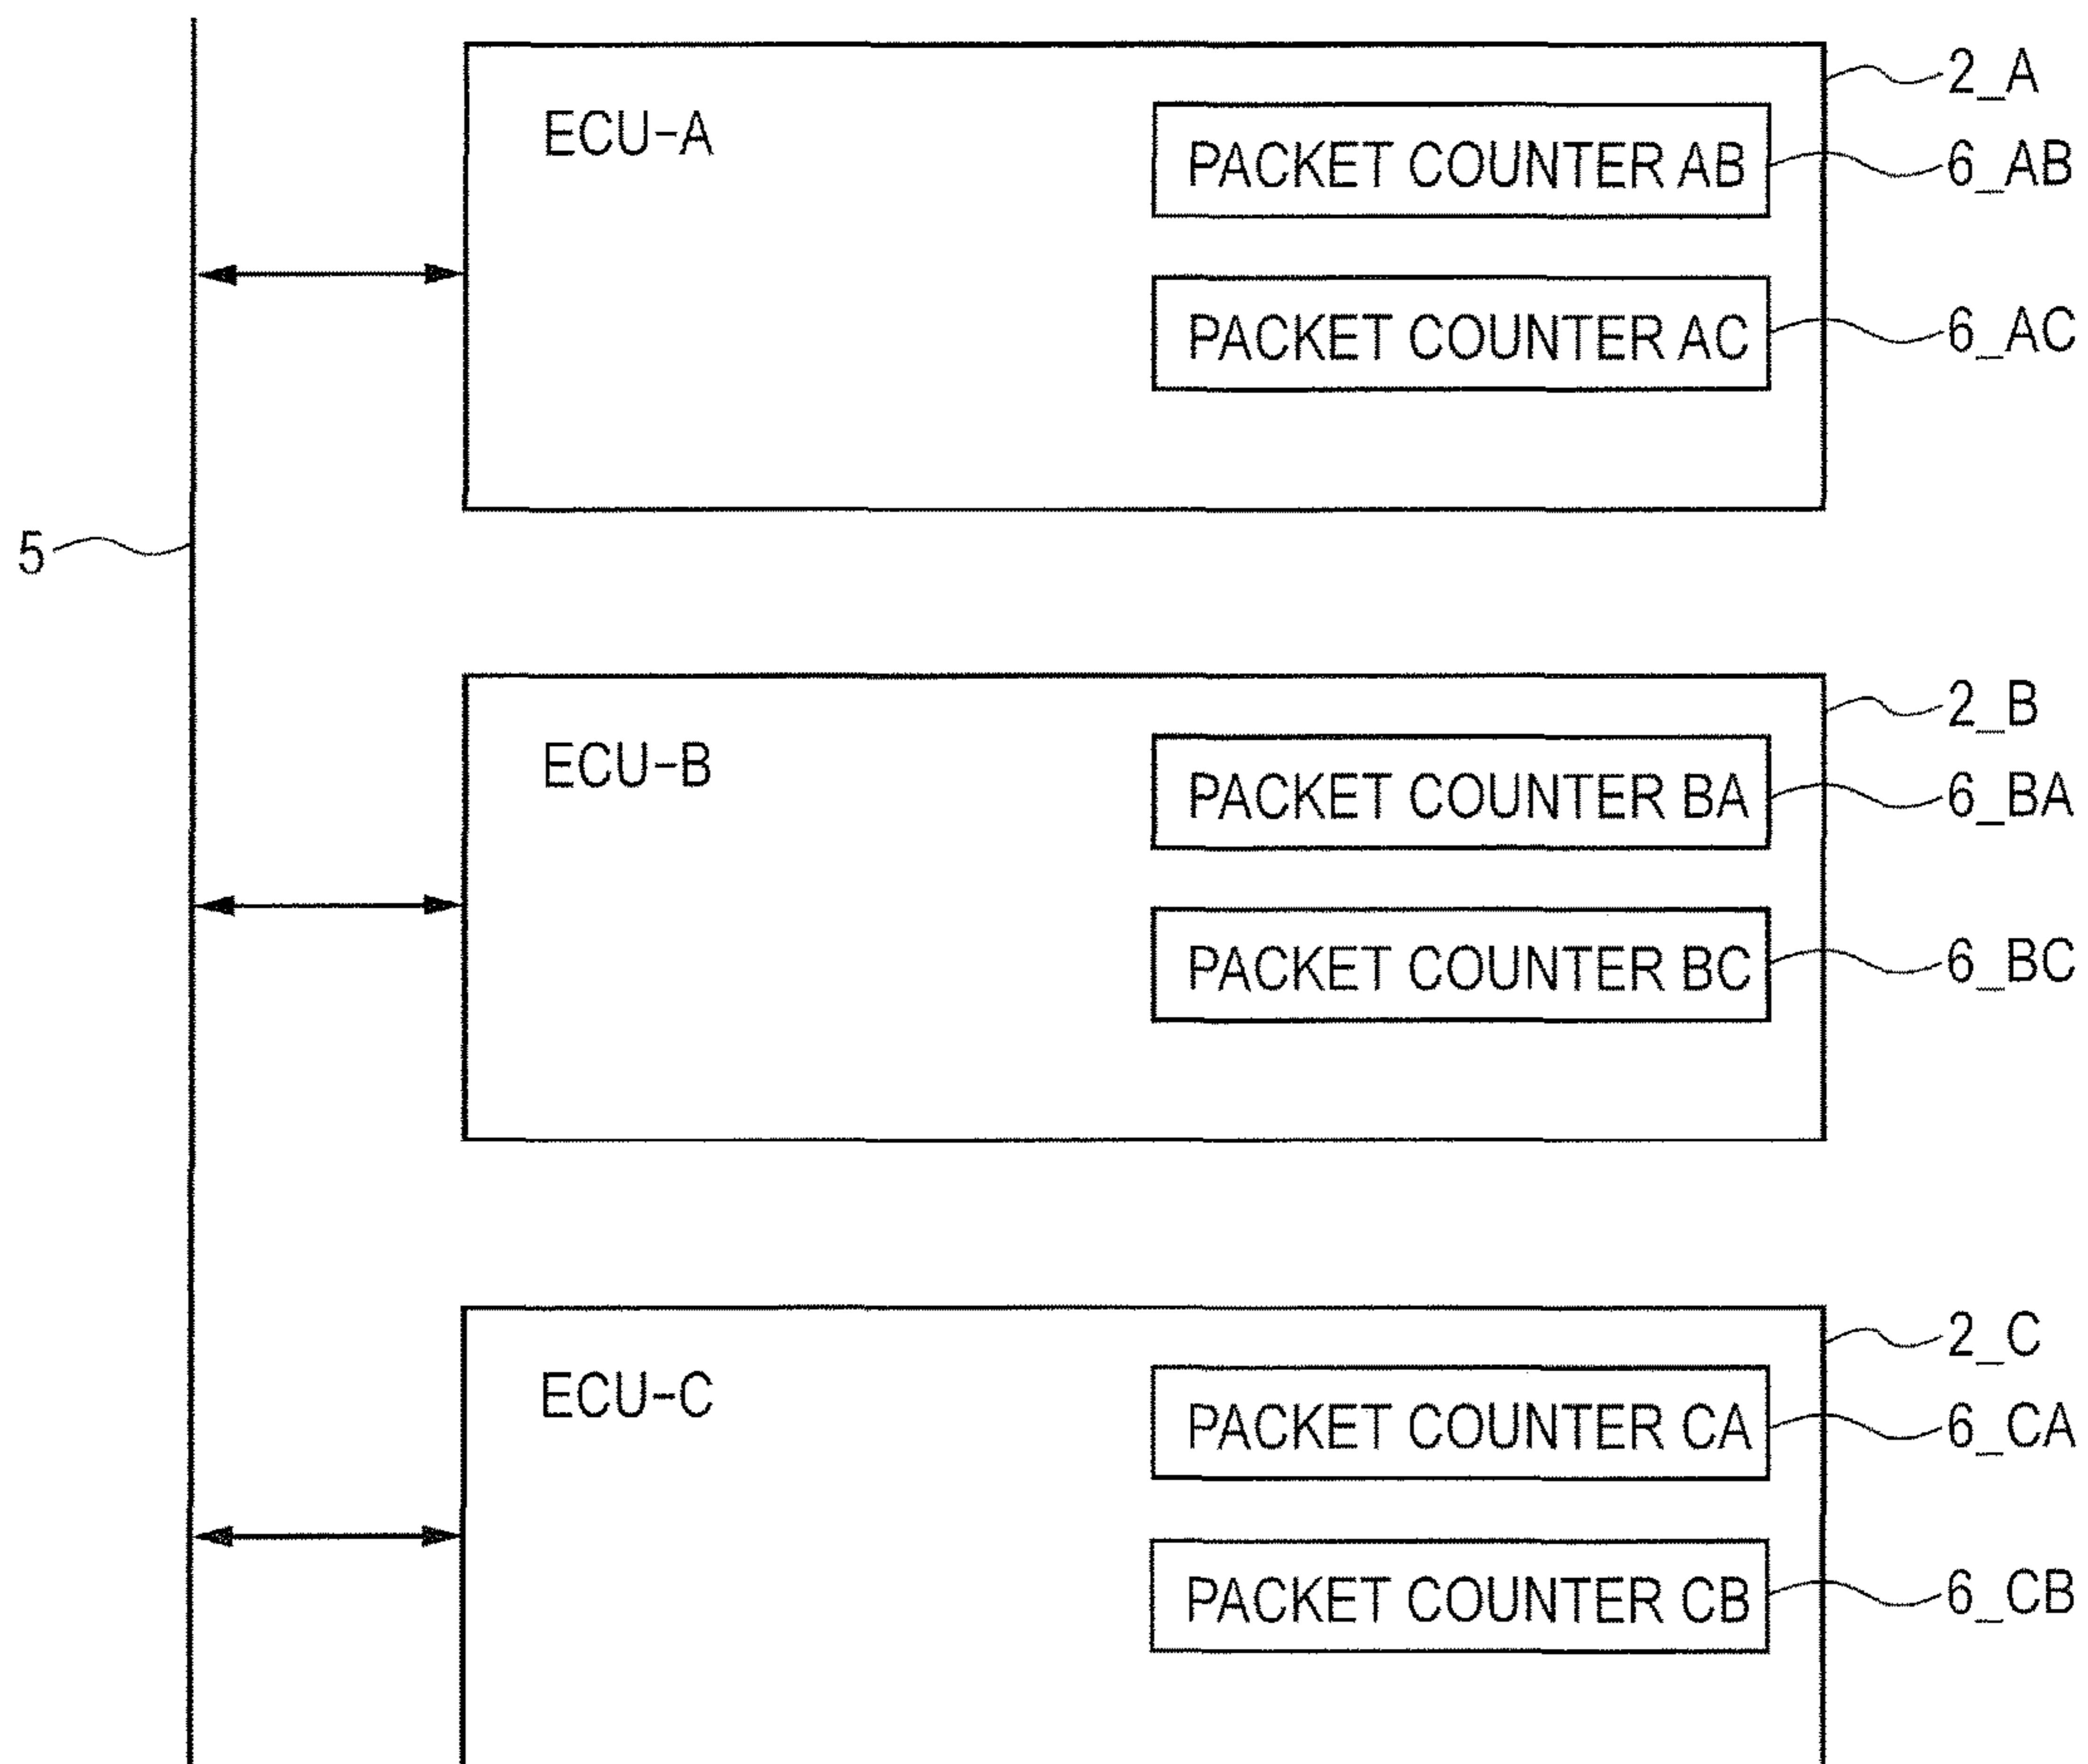 2_A
ECU-A
PACKET COUNTER AB
6_AB
PACKET COUNTER AC
6_AC
5
2_B
ECU-B
PACKET COUNTER BA
6_BA
PACKET COUNTER BC
6_BC
2_C
ECU-C
PACKET COUNTER CA
6_CA
PACKET COUNTER CB
6_CB